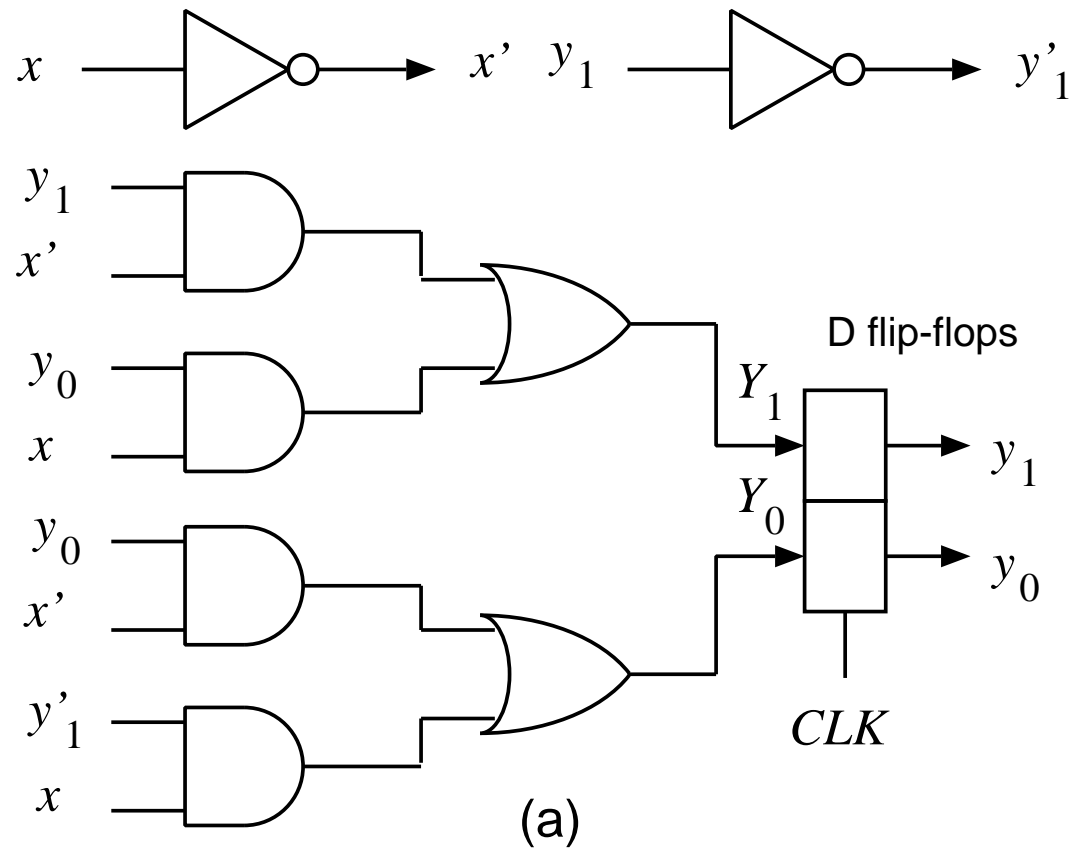 x x’ y1 y’1
y1
x’
y0
x
D flip-flops
Y1
y1
Y0
y0
y0
x’
y’1
x
CLK
(a)